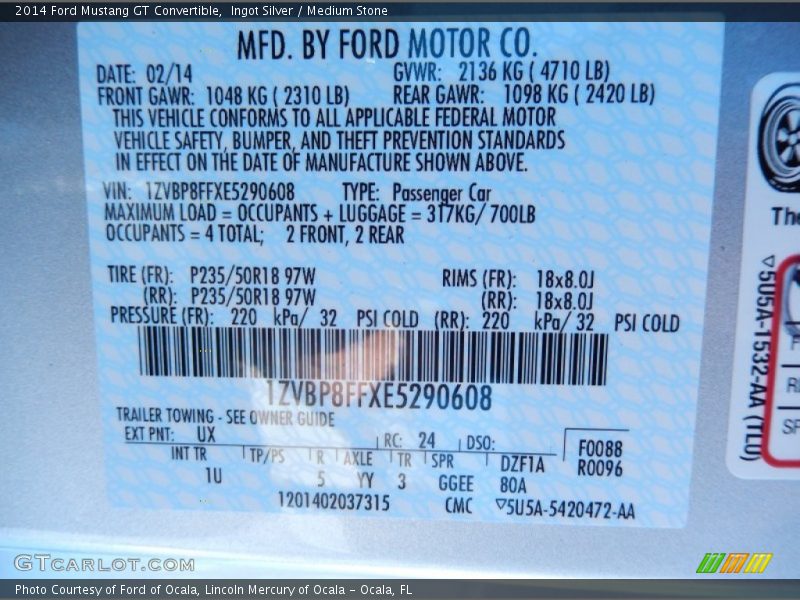 2014 Ford Mustang GT Convertible,  Ingot Silver / Medium Stone
MFD. BY FORD MOTOR CO.
DATE: 02/14 GVWR: 2136 KG ( 4710 LB)
FRONT GAWR: 1048 KG ( 2310 LB) REAR GAWR: 1098 KG ( 2420 LB)
THIS VEHICLE CONFORMS TO ALL APPLICABLE FEDERAL MOTOR
VEHICLE SAFETY, BUMPER, AND THEFT PREVENTION STANDARDS
IN EFFECT ON THE DATE OF MANUFACTURE SHOWN ABOVE.
VIN: 1ZVBP8FFXE5290608 TYPE: Passenger Car
MAXIMUM LOAD = OCCUPANTS + LUGGAGE = 317KG/ 700LB
OCCUPANTS = 4 TOTAL; 2 FRONT, 2 REAR
TIRE (FR): P235/50R18 97W RIMS (FR): 18x8.0J
(RR): P235/50R18 97W (RR): 18x8.0J
PRESSURE (FR): 220 kPa/ 32 PSI COLD (RR): 220 kPa/ 32 PSI COLD
1ZVBP8FFXE5290608
TRAILER TOWING - SEE OWNER GUIDE
EXT PNT: UX RC: 24 DSO: F0088
INT TR TP/PS R AXLE TR SPR DZF1A R0096
1U 5 YY 3 GGEE 80A
1201402037315 CMC ▽5U5A-5420472-AA
The
▽5U5A-1532-AA (TLU)
GTCARLOT.COM
Photo Courtesy of Ford of Ocala, Lincoln Mercury of Ocala – Ocala, FL